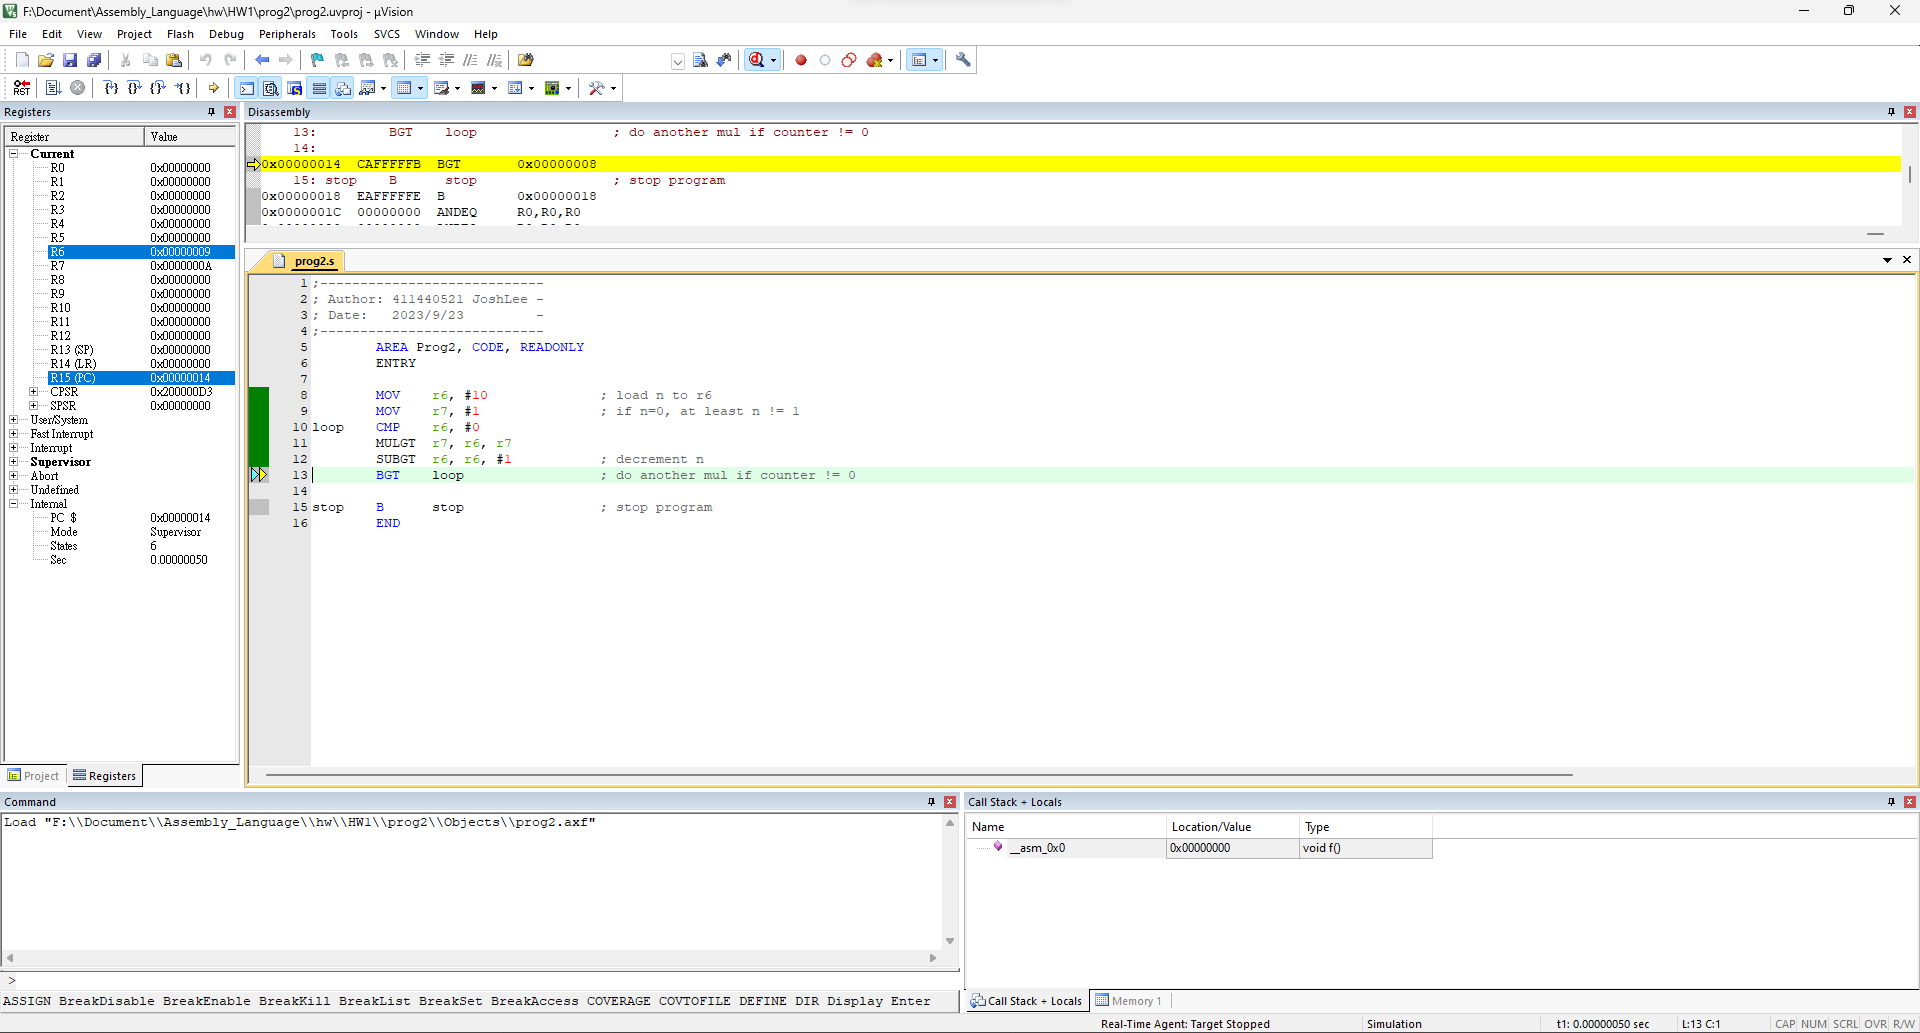 F:\Document\Assembly_Language\hw\HW1\prog2\prog2.uvproj - µVision
File Edit View Project Flash Debug Peripherals Tools SVCS Window Help
RST
Registers
Register Value
Current
R0 0x00000000
R1 0x00000000
R2 0x00000000
R3 0x00000000
R4 0x00000000
R5 0x00000000
R6 0x00000009
R7 0x0000000A
R8 0x00000000
R9 0x00000000
R10 0x00000000
R11 0x00000000
R12 0x00000000
R13 (SP) 0x00000000
R14 (LR) 0x00000000
R15 (PC) 0x00000014
CPSR 0x200000D3
SPSR 0x00000000
User/System
Fast Interrupt
Interrupt
Supervisor
Abort
Undefined
Internal
PC $ 0x00000014
Mode Supervisor
States 6
Sec 0.00000050
Project Registers
Disassembly
13: BGT loop ; do another mul if counter != 0
14:
0x00000014 CAFFFFFB BGT 0x00000008
15: stop B stop ; stop program
0x00000018 EAFFFFFE B 0x00000018
0x0000001C 00000000 ANDEQ R0,R0,R0
prog2.s
1 ;----------------------------
2 ; Author: 411440521 JoshLee -
3 ; Date: 2023/9/23 -
4 ;----------------------------
5 AREA Prog2, CODE, READONLY
6 ENTRY
7
8 MOV r6, #10 ; load n to r6
9 MOV r7, #1 ; if n=0, at least n != 1
10 loop CMP r6, #0
11 MULGT r7, r6, r7
12 SUBGT r6, r6, #1 ; decrement n
13 BGT loop ; do another mul if counter != 0
14
15 stop B stop ; stop program
16 END
Command
Load "F:\\Document\\Assembly_Language\\hw\\HW1\\prog2\\Objects\\prog2.axf"
>
ASSIGN BreakDisable BreakEnable BreakKill BreakList BreakSet BreakAccess COVERAGE COVTOFILE DEFINE DIR Display Enter
Call Stack + Locals
Name Location/Value Type
__asm_0x0 0x00000000 void f()
Call Stack + Locals Memory 1
Real-Time Agent: Target Stopped Simulation t1: 0.00000050 sec L:13 C:1 CAP NUM SCRL OVR R/W